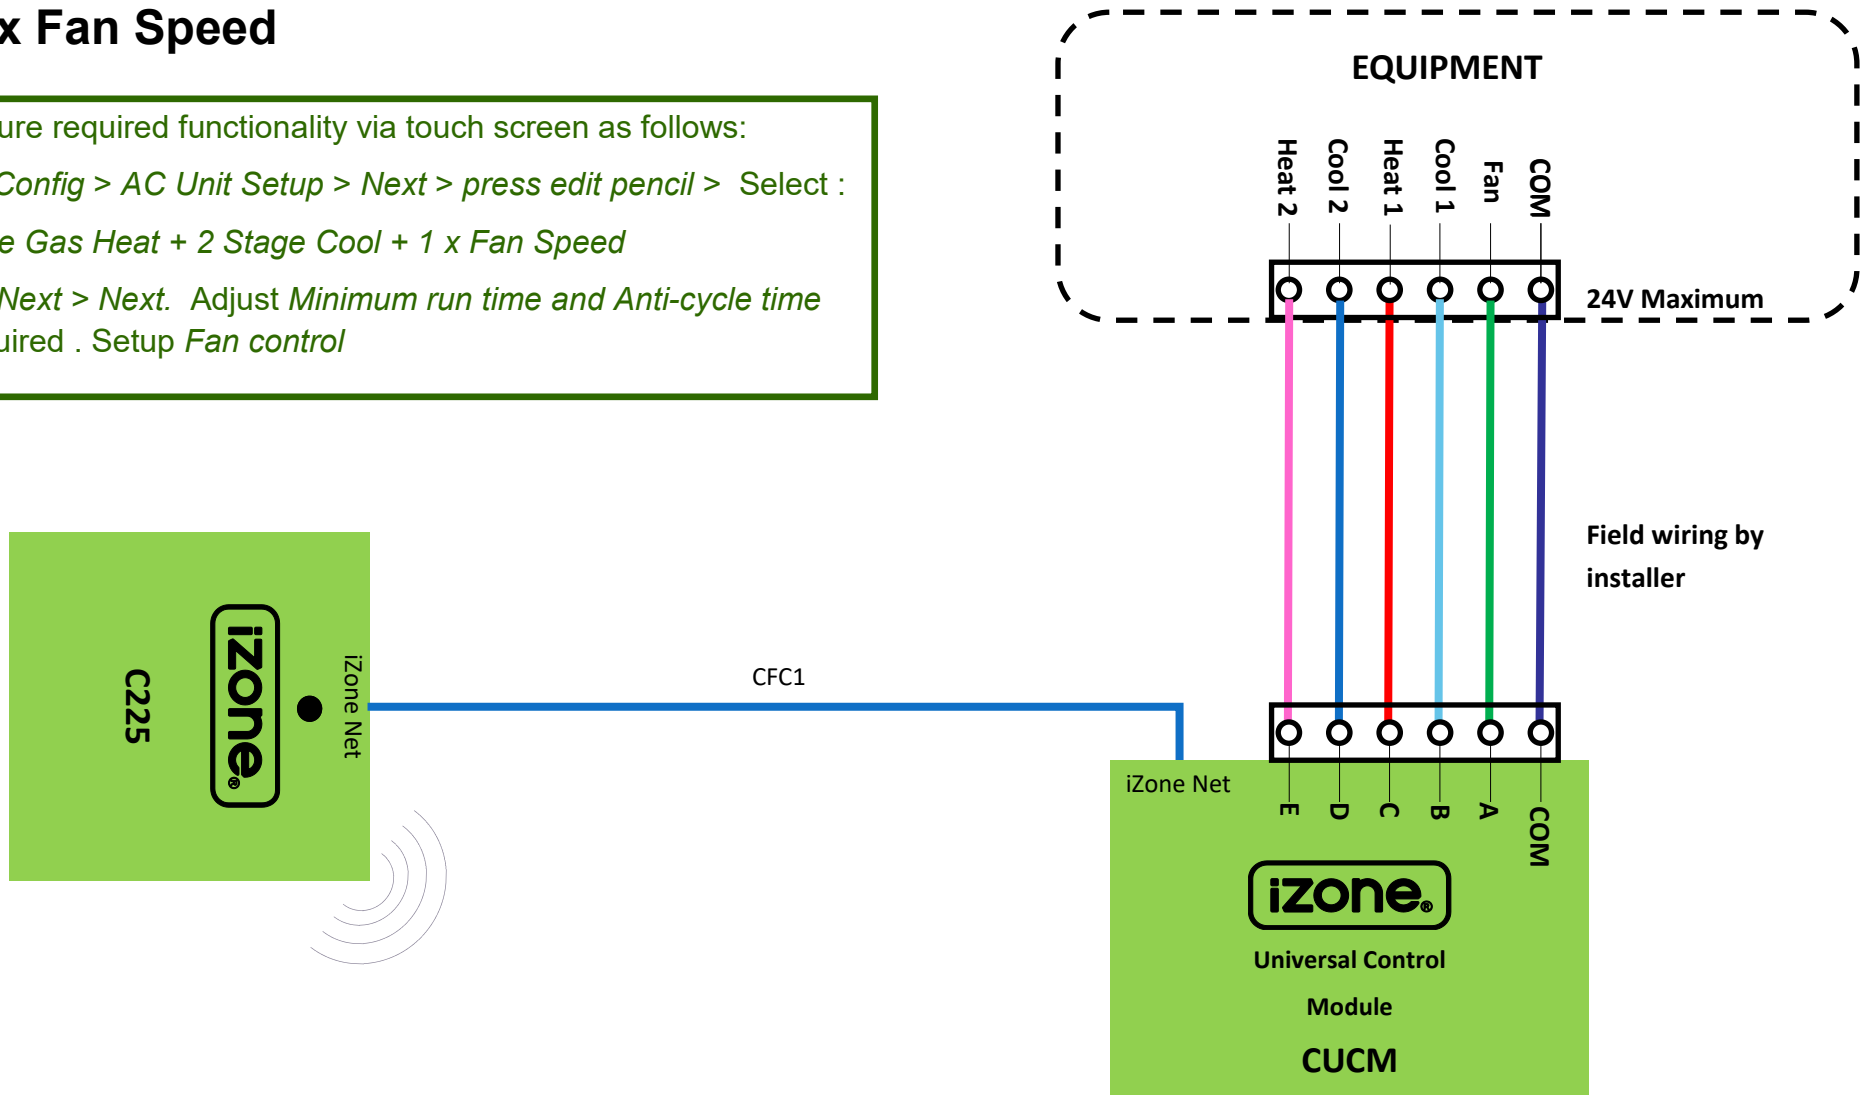 x Fan Speed
ure required functionality via touch screen as follows:
Config > AC Unit Setup > Next > press edit pencil > Select :
e Gas Heat + 2 Stage Cool + 1 x Fan Speed
Next > Next. Adjust Minimum run time and Anti-cycle time
uired . Setup Fan control
EQUIPMENT
Heat 2
Cool 2
Heat 1
Cool 1
Fan
COM
24V Maximum
Field wiring by
installer
C225
izone®
iZone Net
CFC1
iZone Net
E
D
C
B
A
COM
izone®
Universal Control
Module
CUCM